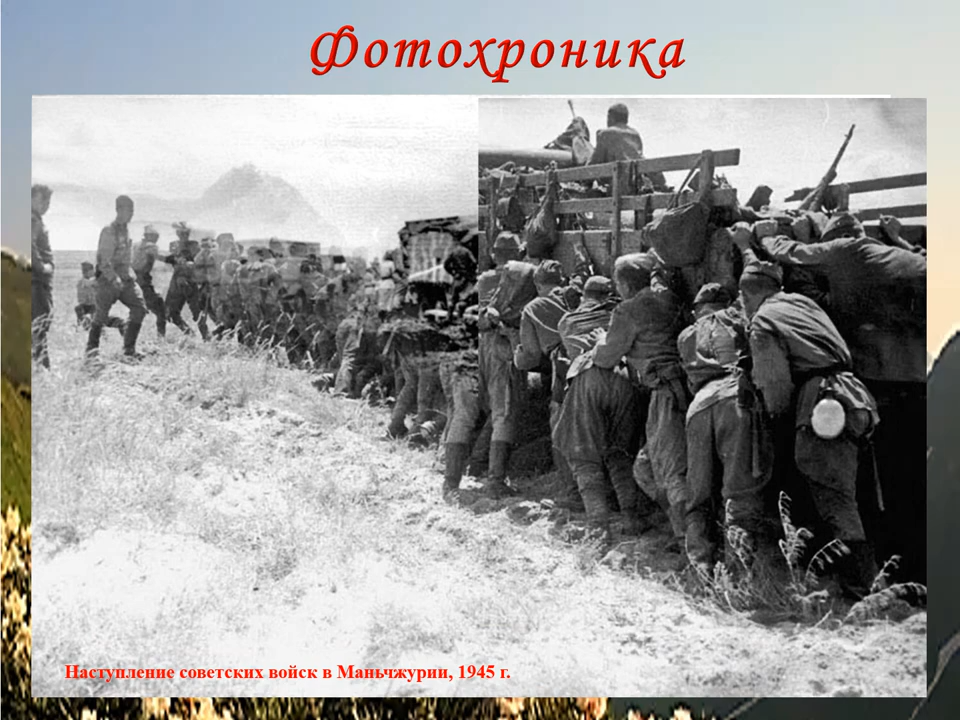 Фотохроника
Наступление советских войск в Маньчжурии, 1945 г.